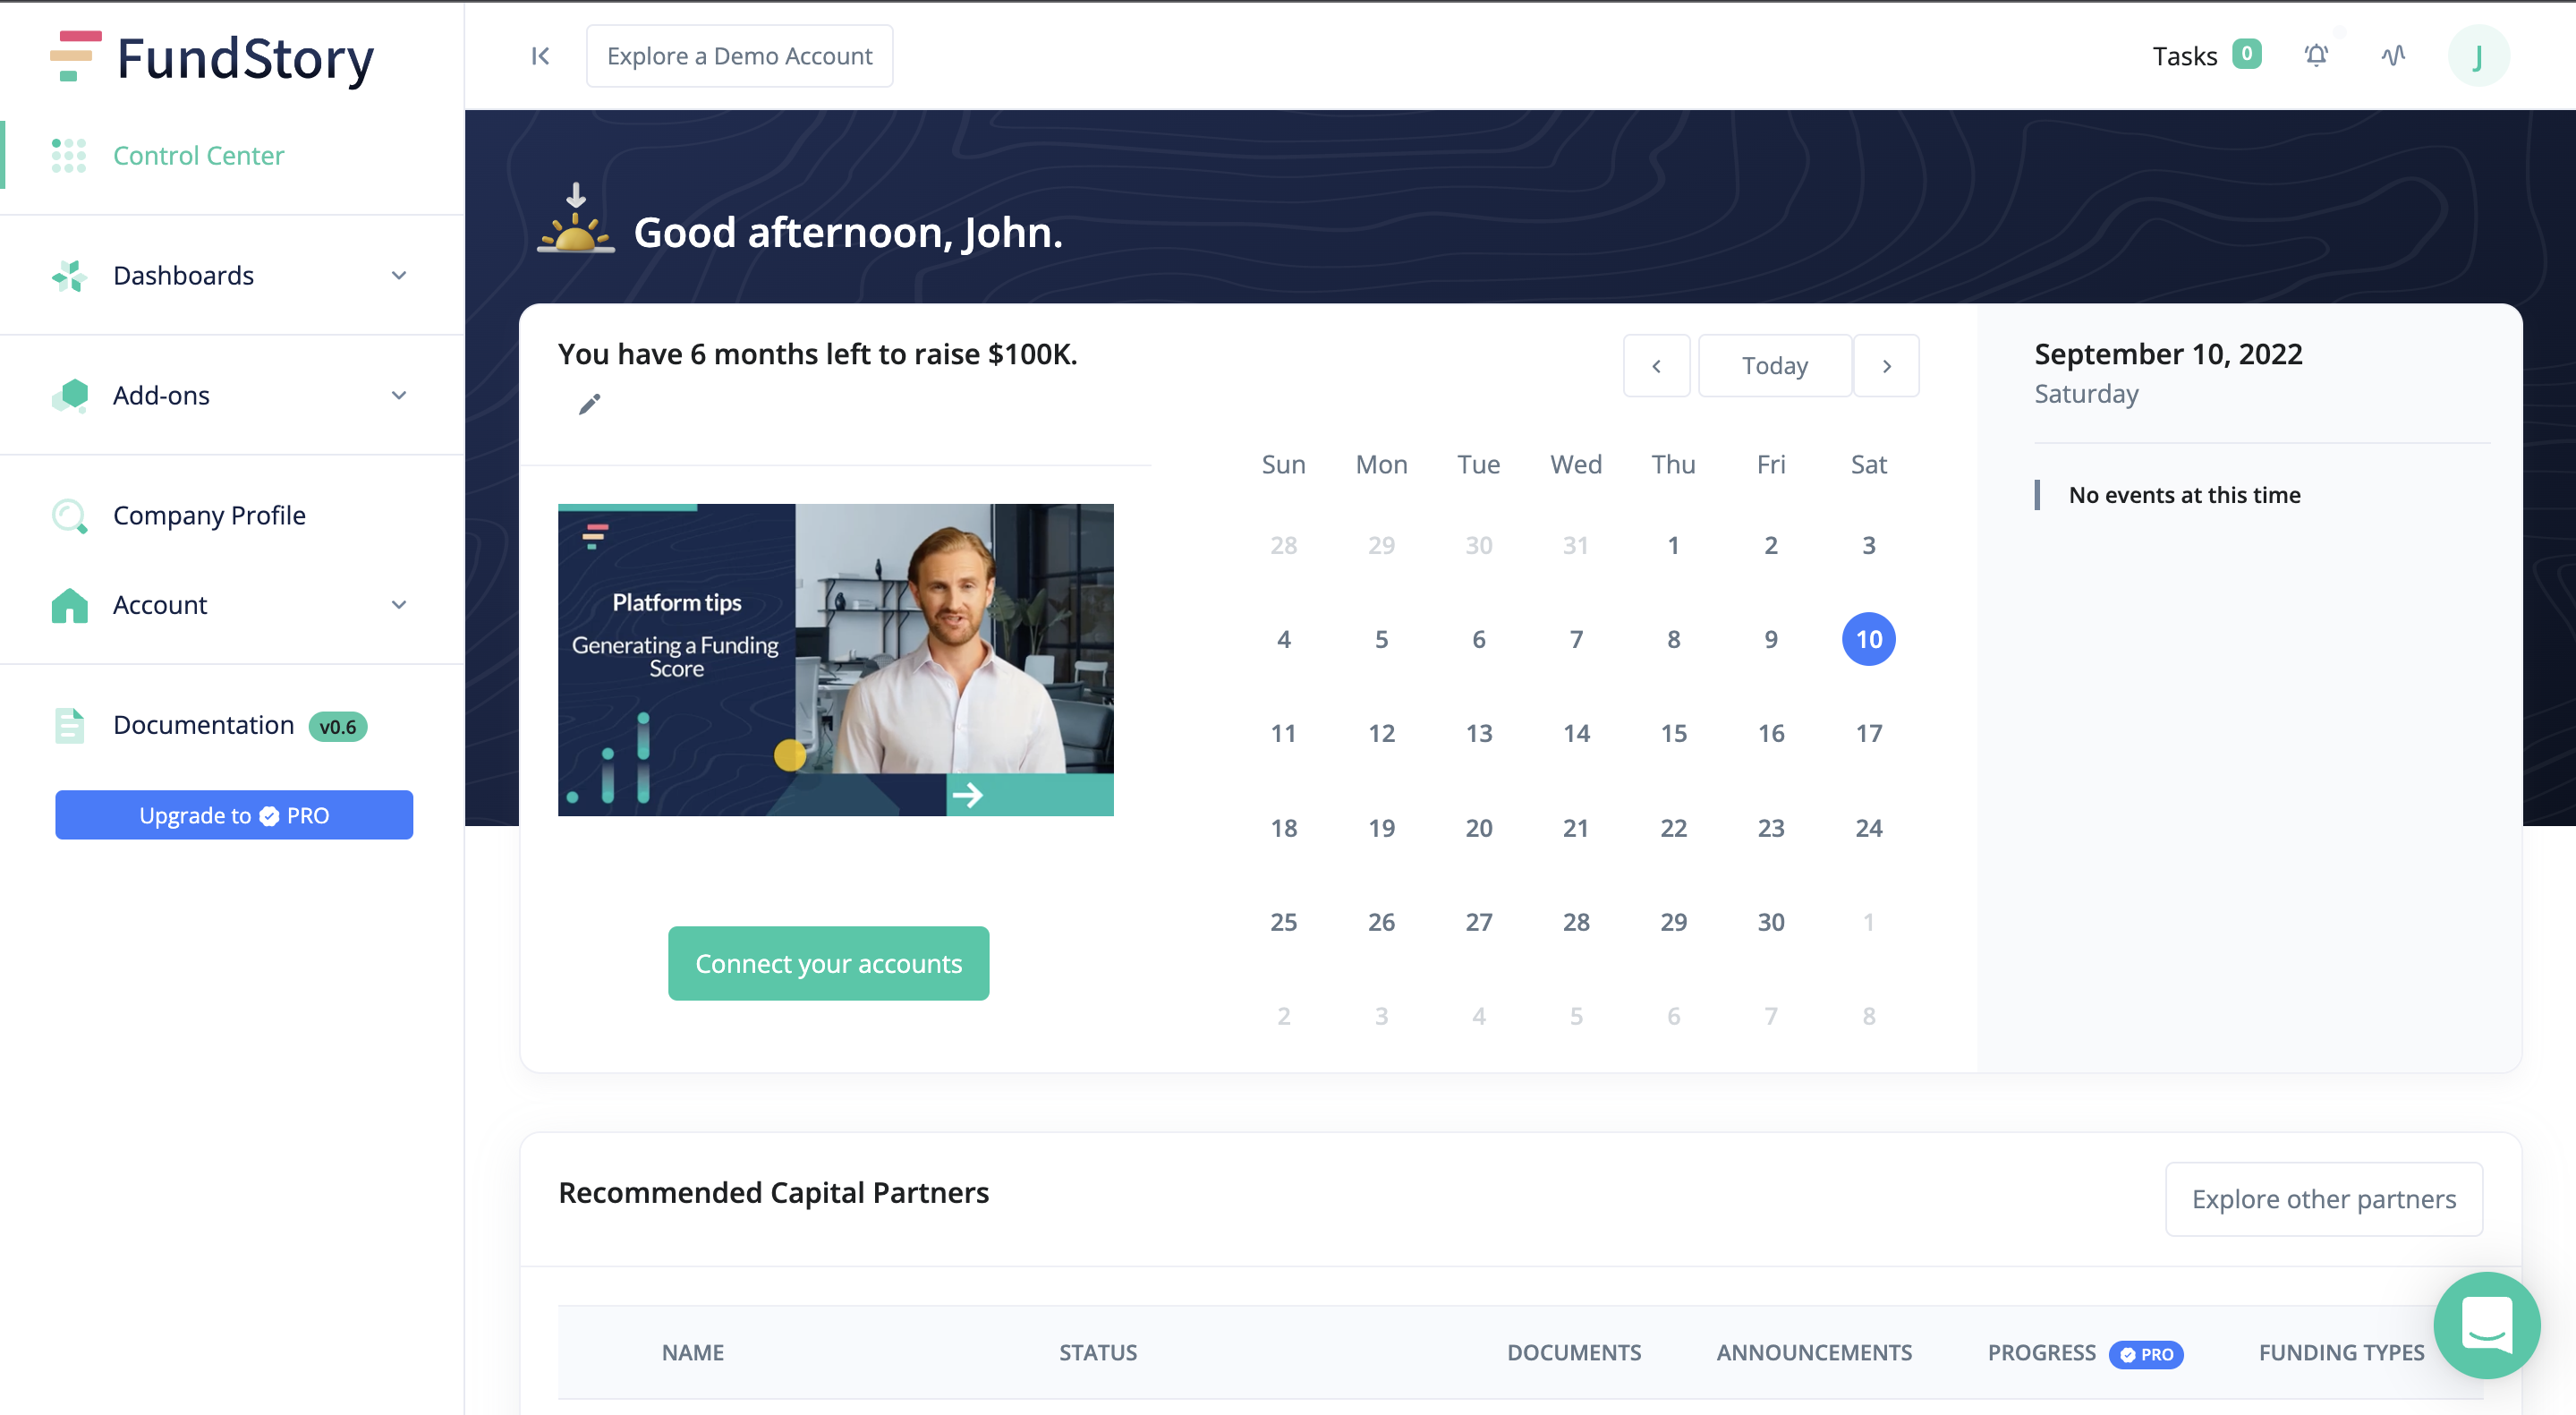 FundStory
Explore a Demo Account
Tasks 0
J
Control Center
Dashboards
Add-ons
Company Profile
Account
Documentation v0.6
Upgrade to PRO
Good afternoon, John.
You have 6 months left to raise $100K.
Platform tips
Generating a Funding
Score
Connect your accounts
Today
Sun Mon Tue Wed Thu Fri Sat
28 29 30 31 1 2 3
4 5 6 7 8 9 10
11 12 13 14 15 16 17
18 19 20 21 22 23 24
25 26 27 28 29 30 1
2 3 4 5 6 7 8
September 10, 2022
Saturday
No events at this time
Recommended Capital Partners
Explore other partners
NAME STATUS DOCUMENTS ANNOUNCEMENTS PROGRESS PRO FUNDING TYPES